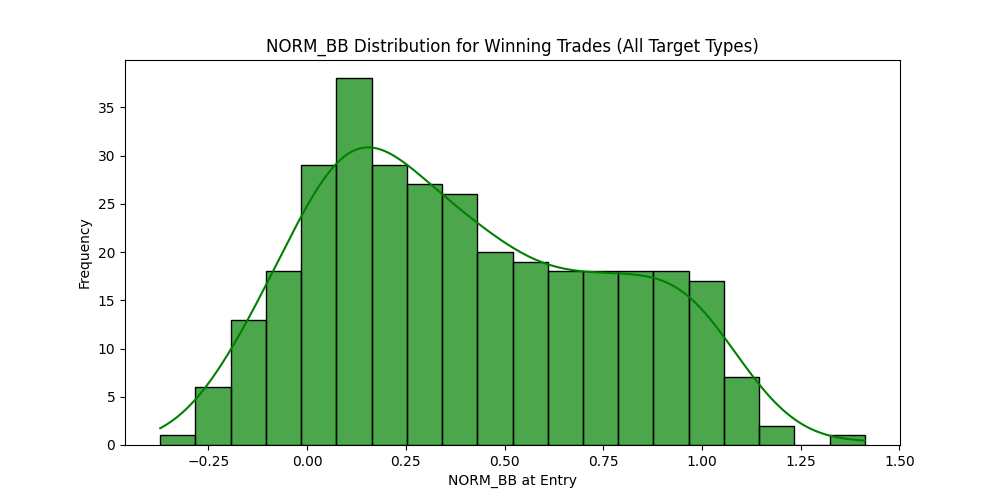 NORM_BB Distribution for Winning Trades (All Target Types)
35
30
25
20
15
10
5
0
Frequency
−0.25 0.00 0.25 0.50 0.75 1.00 1.25 1.50
NORM_BB at Entry